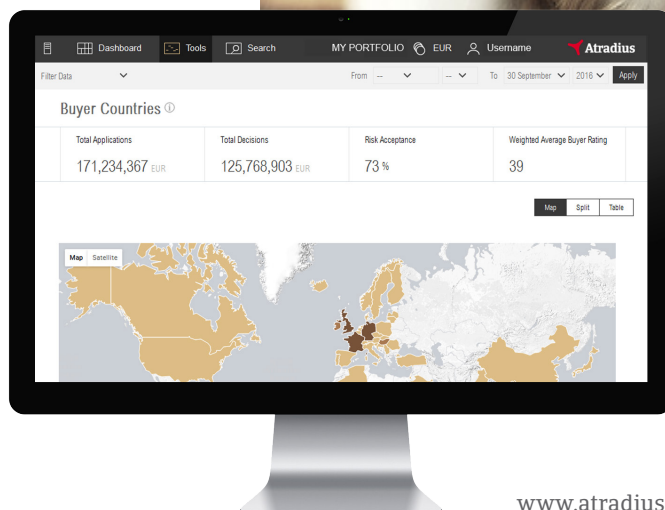 Dashboard Tools Search MY PORTFOLIO EUR Username Atradius
Filter Data From -- -- To 30 September 2018 Apply
Buyer Countries
Total Applications Total Decisions Risk Acceptance Weighted Average Buyer Rating
171,234,367 EUR 125,768,903 EUR 73 % 39
Map Split Table
Map Satellite
www.atradius